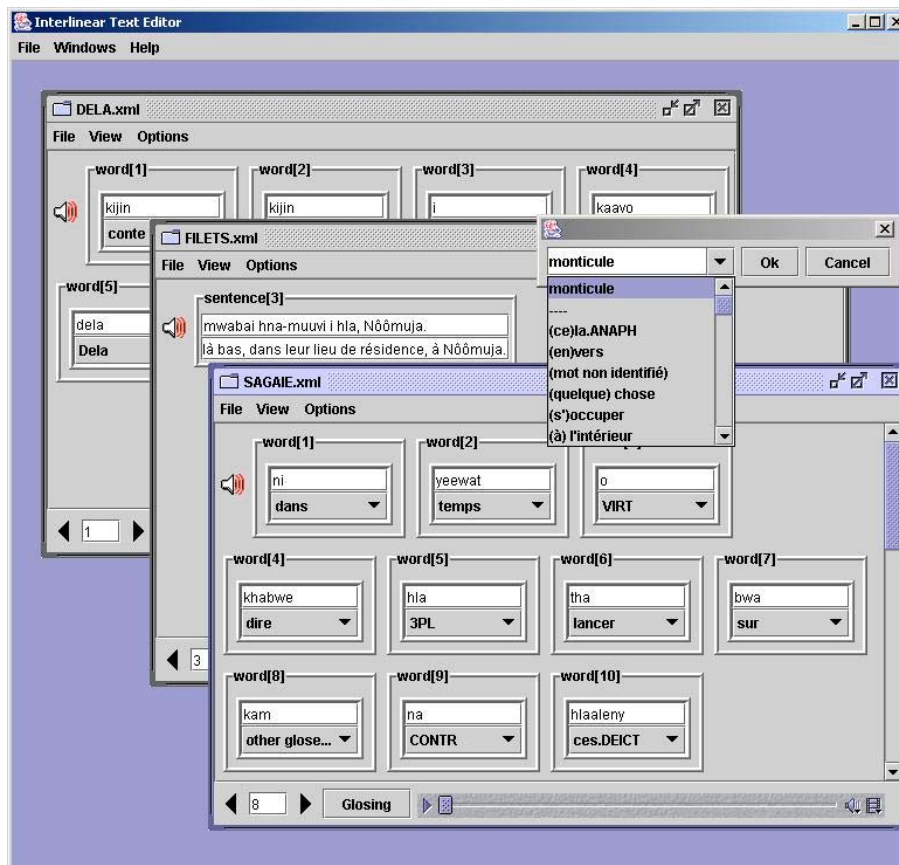 Interlinear Text Editor
File Windows Help
DELA.xml
File View Options
word[1] word[2] word[3] word[4]
kijin kijin i kaavo
conte
word[5]
dela
Dela
1
FILETS.xml
File View Options
sentence[3]
mwabai hna-muuvi i hla, Nôômuja.
là bas, dans leur lieu de résidence, à Nôômuja.
3
monticule Ok Cancel
monticule
----
(ce)la.ANAPH
(en)vers
(mot non identifié)
(quelque) chose
(s')occuper
(à) l'intérieur
SAGAIE.xml
File View Options
word[1] word[2]
ni yeewat o
dans temps VIRT
word[4] word[5] word[6] word[7]
khabwe hla tha bwa
dire 3PL lancer sur
word[8] word[9] word[10]
kam na hlaaleny
other glose... CONTR ces.DEICT
8 Glosing